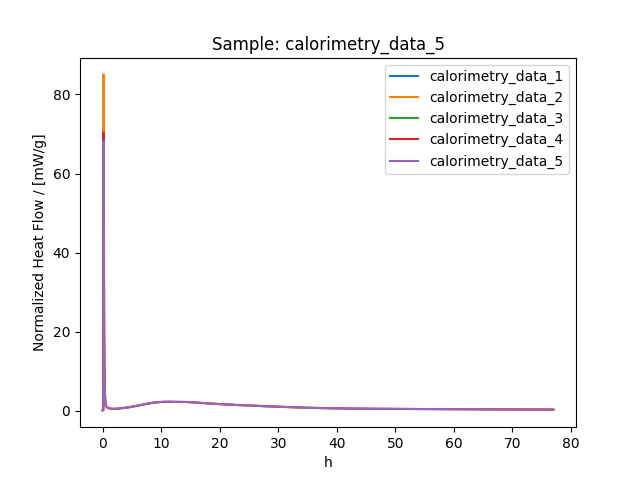 Sample: calorimetry_data_5
calorimetry_data_1
calorimetry_data_2
calorimetry_data_3
calorimetry_data_4
calorimetry_data_5
Normalized Heat Flow / [mW/g]
80
60
40
20
0
0 10 20 30 40 50 60 70 80
h